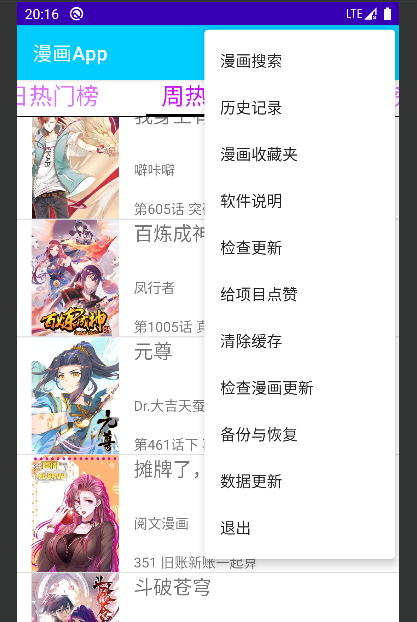 20:16
LTE
漫画App
日热门榜
周热
漫画搜索
历史记录
漫画收藏夹
软件说明
检查更新
给项目点赞
清除缓存
检查漫画更新
备份与恢复
数据更新
退出
噼咔噼
第605话
百炼成神
凤行者
第1005话
百炼成神
元尊
Dr.大吉天蚕
第461话下
元尊
摊牌了，
阅文漫画
351 旧账新账一起算
斗破苍穹